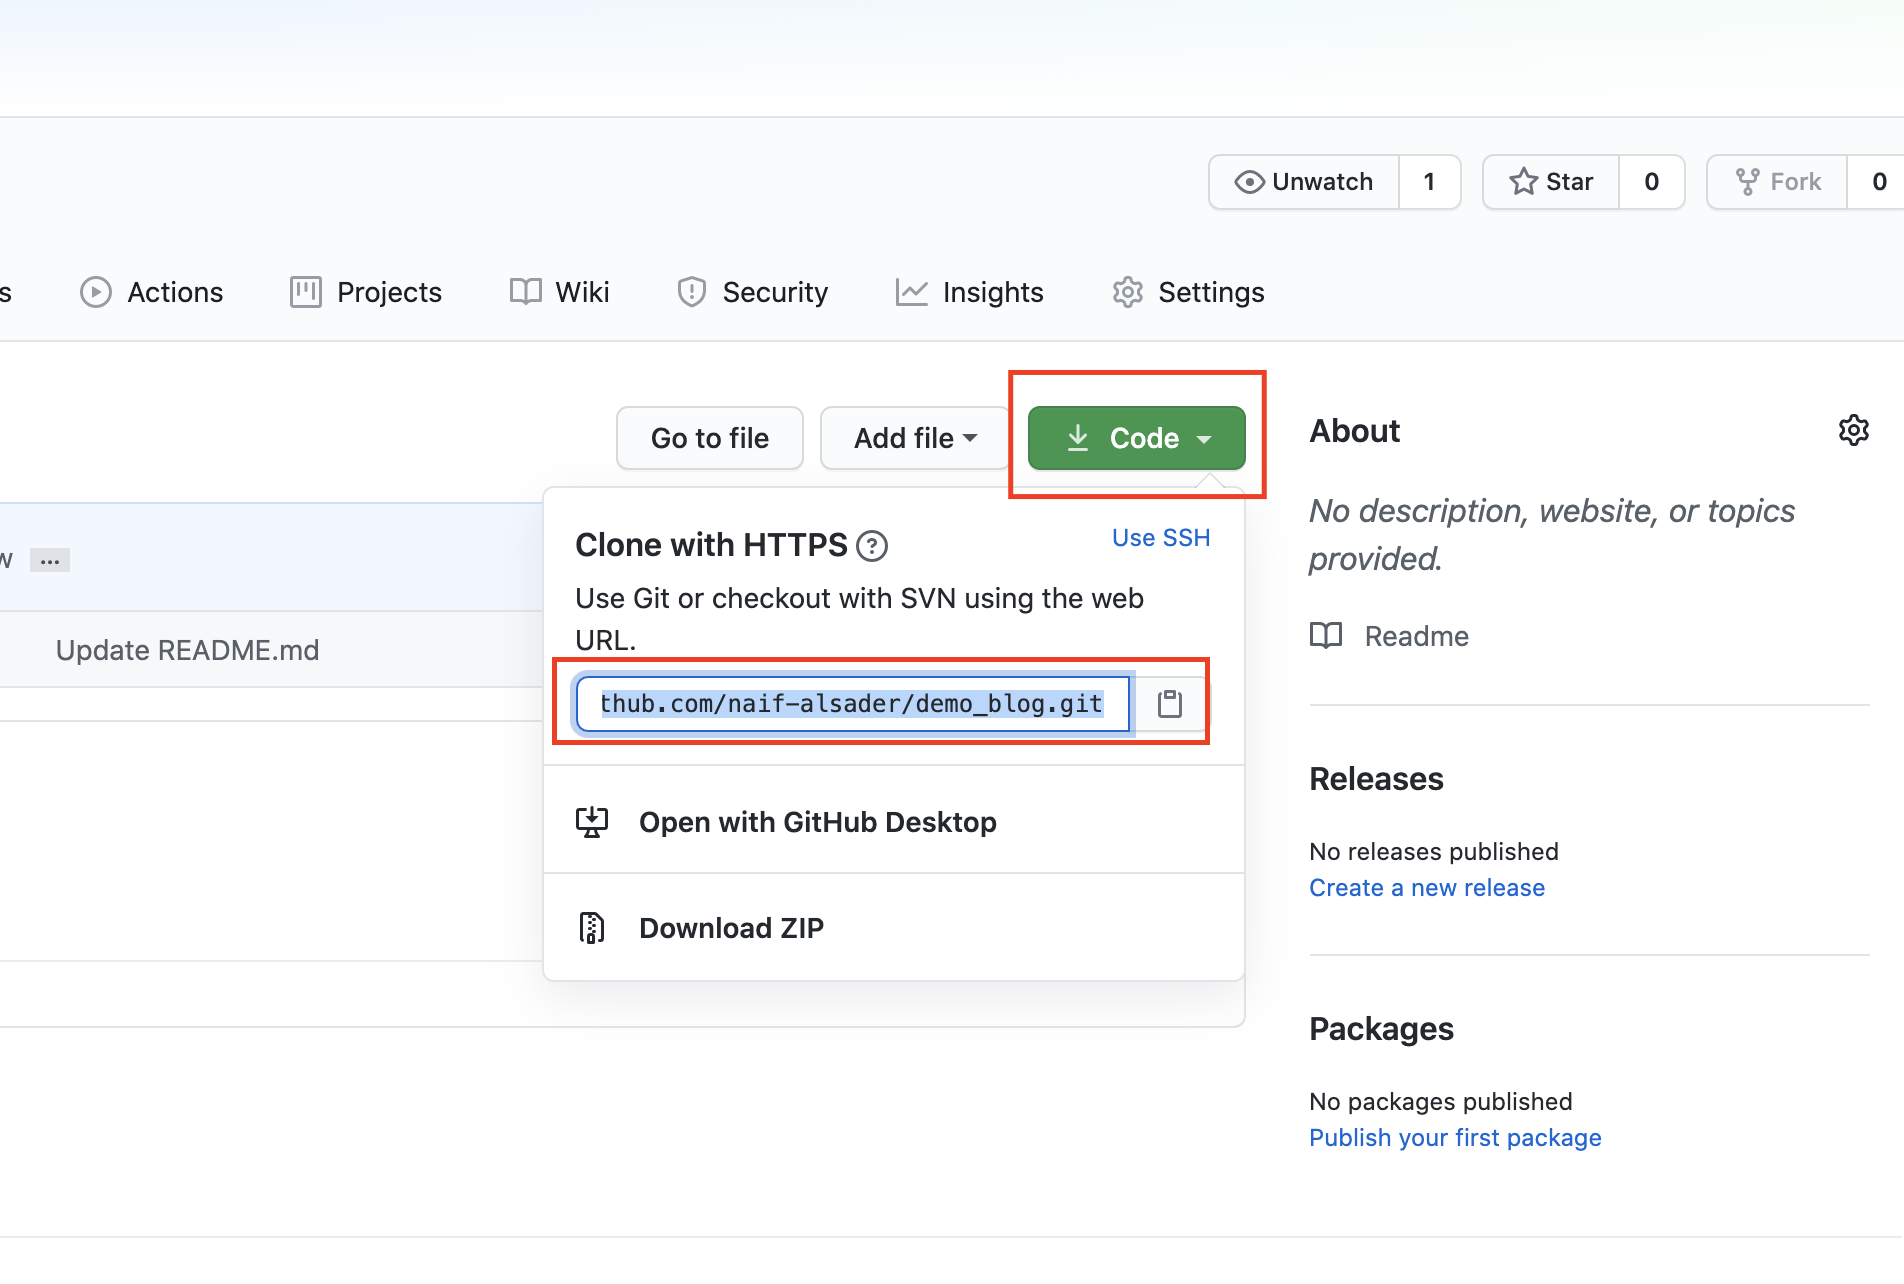 Unwatch 1 Star 0 Fork 0
s Actions Projects Wiki Security Insights Settings
Go to file Add file Code
About
No description, website, or topics
provided.
Readme
w ...
Update README.md
Clone with HTTPS ? Use SSH
Use Git or checkout with SVN using the web
URL.
thub.com/naif-alsader/demo_blog.git
Open with GitHub Desktop
Download ZIP
Releases
No releases published
Create a new release
Packages
No packages published
Publish your first package